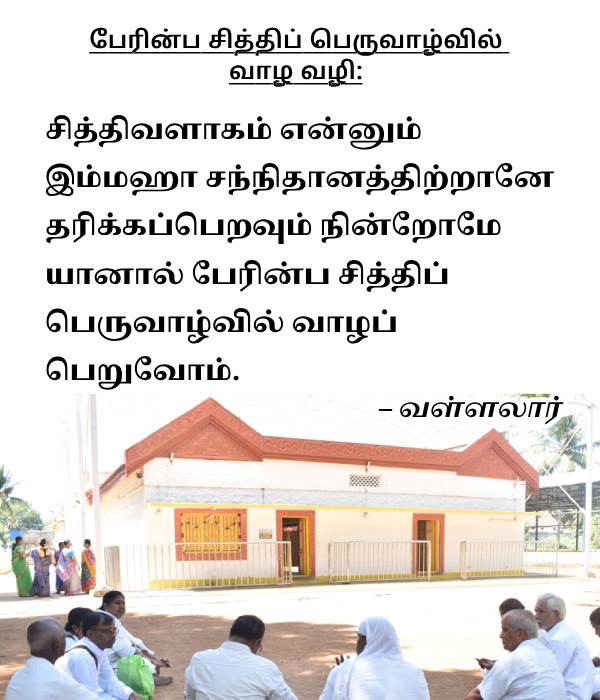 பேரின்ப சித்திப் பெருவாழ்வில்
வாழ வழி:
சித்திவளாகம் என்னும்
இம்மஹா சந்நிதானத்திற்றானே
தரிக்கப்பெறவும் நின்றோமே
யானால் பேரின்ப சித்திப்
பெருவாழ்வில் வாழப்
பெறுவோம்.
– வள்ளலார்